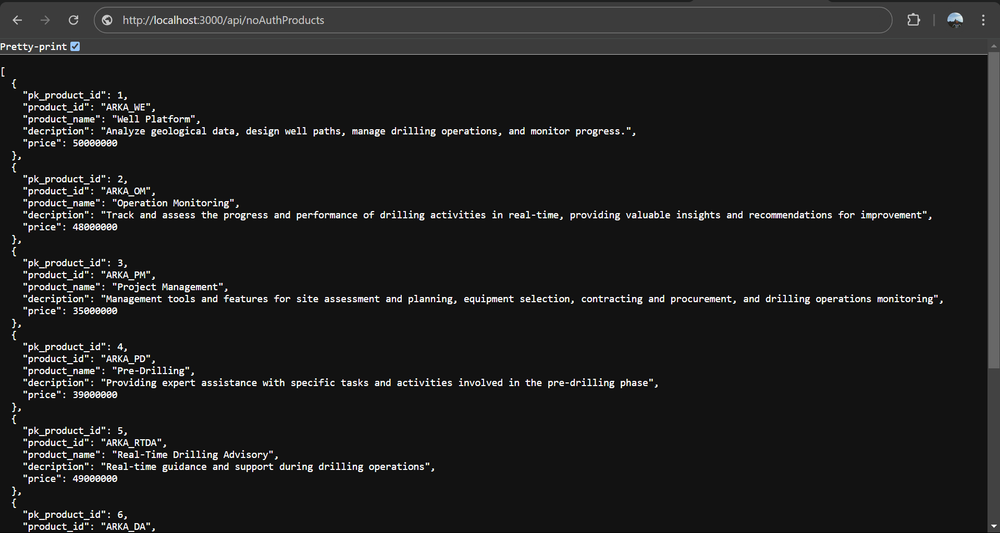 http://localhost:3000/api/noAuthProducts
Pretty-print
[
  {
    "pk_product_id": 1,
    "product_id": "ARKA_WE",
    "product_name": "Well Platform",
    "decription": "Analyze geological data, design well paths, manage drilling operations, and monitor progress.",
    "price": 50000000
  },
  {
    "pk_product_id": 2,
    "product_id": "ARKA_OM",
    "product_name": "Operation Monitoring",
    "decription": "Track and assess the progress and performance of drilling activities in real-time, providing valuable insights and recommendations for improvement",
    "price": 48000000
  },
  {
    "pk_product_id": 3,
    "product_id": "ARKA_PM",
    "product_name": "Project Management",
    "decription": "Management tools and features for site assessment and planning, equipment selection, contracting and procurement, and drilling operations monitoring",
    "price": 35000000
  },
  {
    "pk_product_id": 4,
    "product_id": "ARKA_PD",
    "product_name": "Pre-Drilling",
    "decription": "Providing expert assistance with specific tasks and activities involved in the pre-drilling phase",
    "price": 39000000
  },
  {
    "pk_product_id": 5,
    "product_id": "ARKA_RTDA",
    "product_name": "Real-Time Drilling Advisory",
    "decription": "Real-time guidance and support during drilling operations",
    "price": 49000000
  },
  {
    "pk_product_id": 6,
    "product_id": "ARKA_DA",